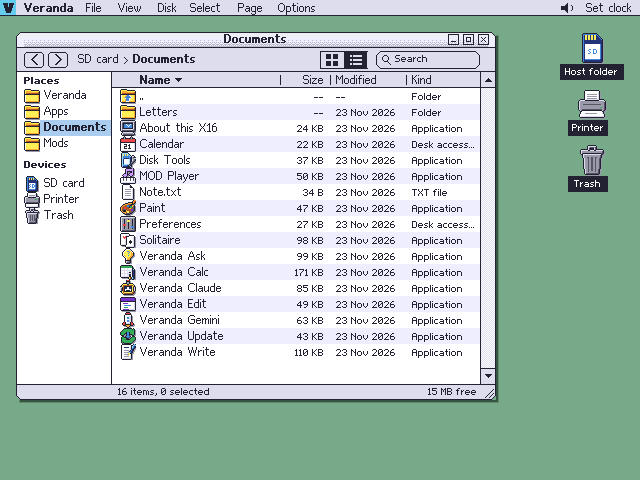 Veranda File View Disk Select Page Options Set clock
Documents
SD card > Documents Search
Places
Veranda
Apps
Documents
Mods
Devices
SD card
Printer
Trash
Name Size Modified Kind
.. -- -- Folder
Letters -- 23 Nov 2026 Folder
About this X16 24 KB 23 Nov 2026 Application
Calendar 22 KB 23 Nov 2026 Desk access...
Disk Tools 37 KB 23 Nov 2026 Application
MOD Player 50 KB 23 Nov 2026 Application
Note.txt 34 B 23 Nov 2026 TXT file
Paint 47 KB 23 Nov 2026 Application
Preferences 27 KB 23 Nov 2026 Desk access...
Solitaire 98 KB 23 Nov 2026 Application
Veranda Ask 99 KB 23 Nov 2026 Application
Veranda Calc 171 KB 23 Nov 2026 Application
Veranda Claude 85 KB 23 Nov 2026 Application
Veranda Edit 49 KB 23 Nov 2026 Application
Veranda Gemini 63 KB 23 Nov 2026 Application
Veranda Update 43 KB 23 Nov 2026 Application
Veranda Write 110 KB 23 Nov 2026 Application
16 items, 0 selected 15 MB free
SD
Host folder
Printer
Trash